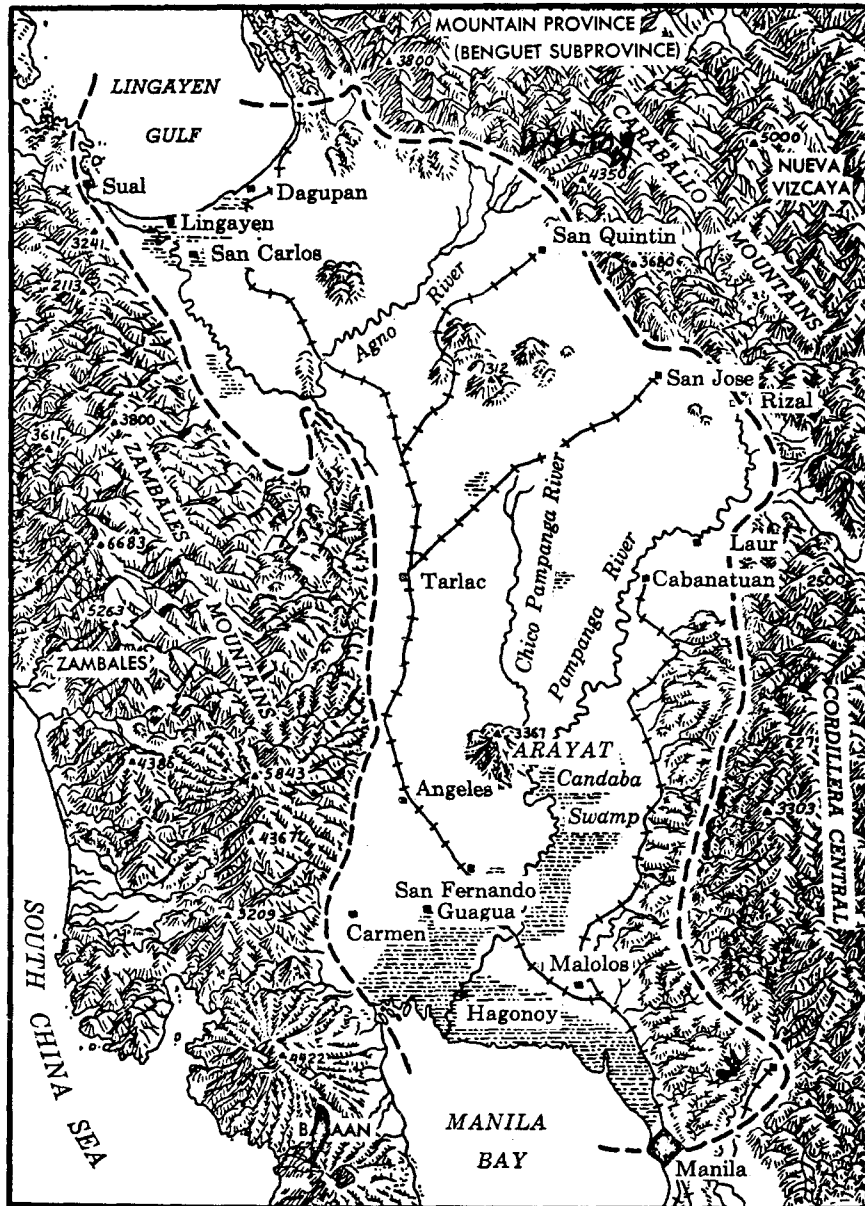 MOUNTAIN PROVINCE
(BENGUET SUBPROVINCE)
3800
LINGAYEN
GULF
CARABALLO
MOUNTAINS
5000
NUEVA
VIZCAYA
4350
Sual
Dagupan
Lingayen
San Carlos
San Quintin
3680
3241
2113
Agno River
312
San Jose
Rizal
3800
361
ZAMBALES
MOUNTAINS
6683
5263
Chico Pampanga River
Pampanga River
Laur
Tarlac
Cabanatuan
2500
ZAMBALES
3367
ARAYAT
CORDILLERA CENTRAL
4386
5843
Angeles
Candaba
Swamp
3303
4367
San Fernando
Guagua
3209
Carmen
SOUTH CHINA SEA
Malolos
Hagonoy
4222
MANILA
BAY
Manila